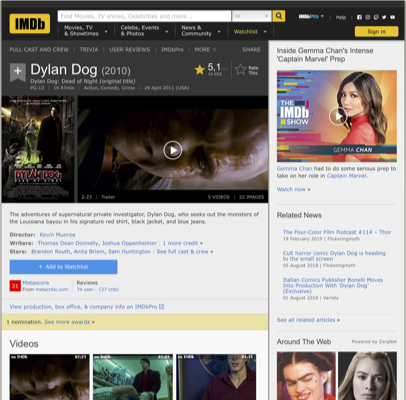 IMDb
Find Movies, TV shows, Celebrities and more...
All
Movies, TV & Showtimes
Celebs, Events & Photos
News & Community
Watchlist
IMDbPro
Help
Sign in
FULL CAST AND CREW | TRIVIA | USER REVIEWS | IMDbPro | MORE
SHARE
Dylan Dog (2010)
Dylan Dog: Dead of Night (original title)
PG-13 | 1h 47min | Action, Comedy, Crime | 29 April 2011 (USA)
5,1
Rate This
DYLAN DOG
2:23 | Trailer
5 VIDEOS | 22 IMAGES
The adventures of supernatural private investigator, Dylan Dog, who seeks out the monsters of
the Louisiana bayou in his signature red shirt, black jacket, and blue jeans.
Director: Kevin Munroe
Writers: Thomas Dean Donnelly, Joshua Oppenheimer | 1 more credit »
Stars: Brandon Routh, Anita Briem, Sam Huntington | See full cast & crew »
+ Add to Watchlist
31
Metascore
From metacritic.com
Reviews
74 user | 137 critic
View production, box office, & company info on IMDbPro
1 nomination. See more awards »
Videos
IMDb
02:23
IMDb
IMDb
Inside Gemma Chan's Intense
'Captain Marvel' Prep
THE
IMDb
SHOW
GEMMA CHAN
Gemma Chan had to do some serious prep to
take on her role in Captain Marvel.
Watch now »
Related News
The Four-Color Film Podcast #114 – Thor
19 February 2019 | Flickeringmyth
Cult horror comic Dylan Dog is heading
to the small screen
05 August 2018 | Flickeringmyth
Italian Comics Publisher Bonelli Moves
Into Production With 'Dylan Dog'
(Exclusive)
01 August 2018 | Variety
See all related articles »
Around The Web
Powered by ZergNet